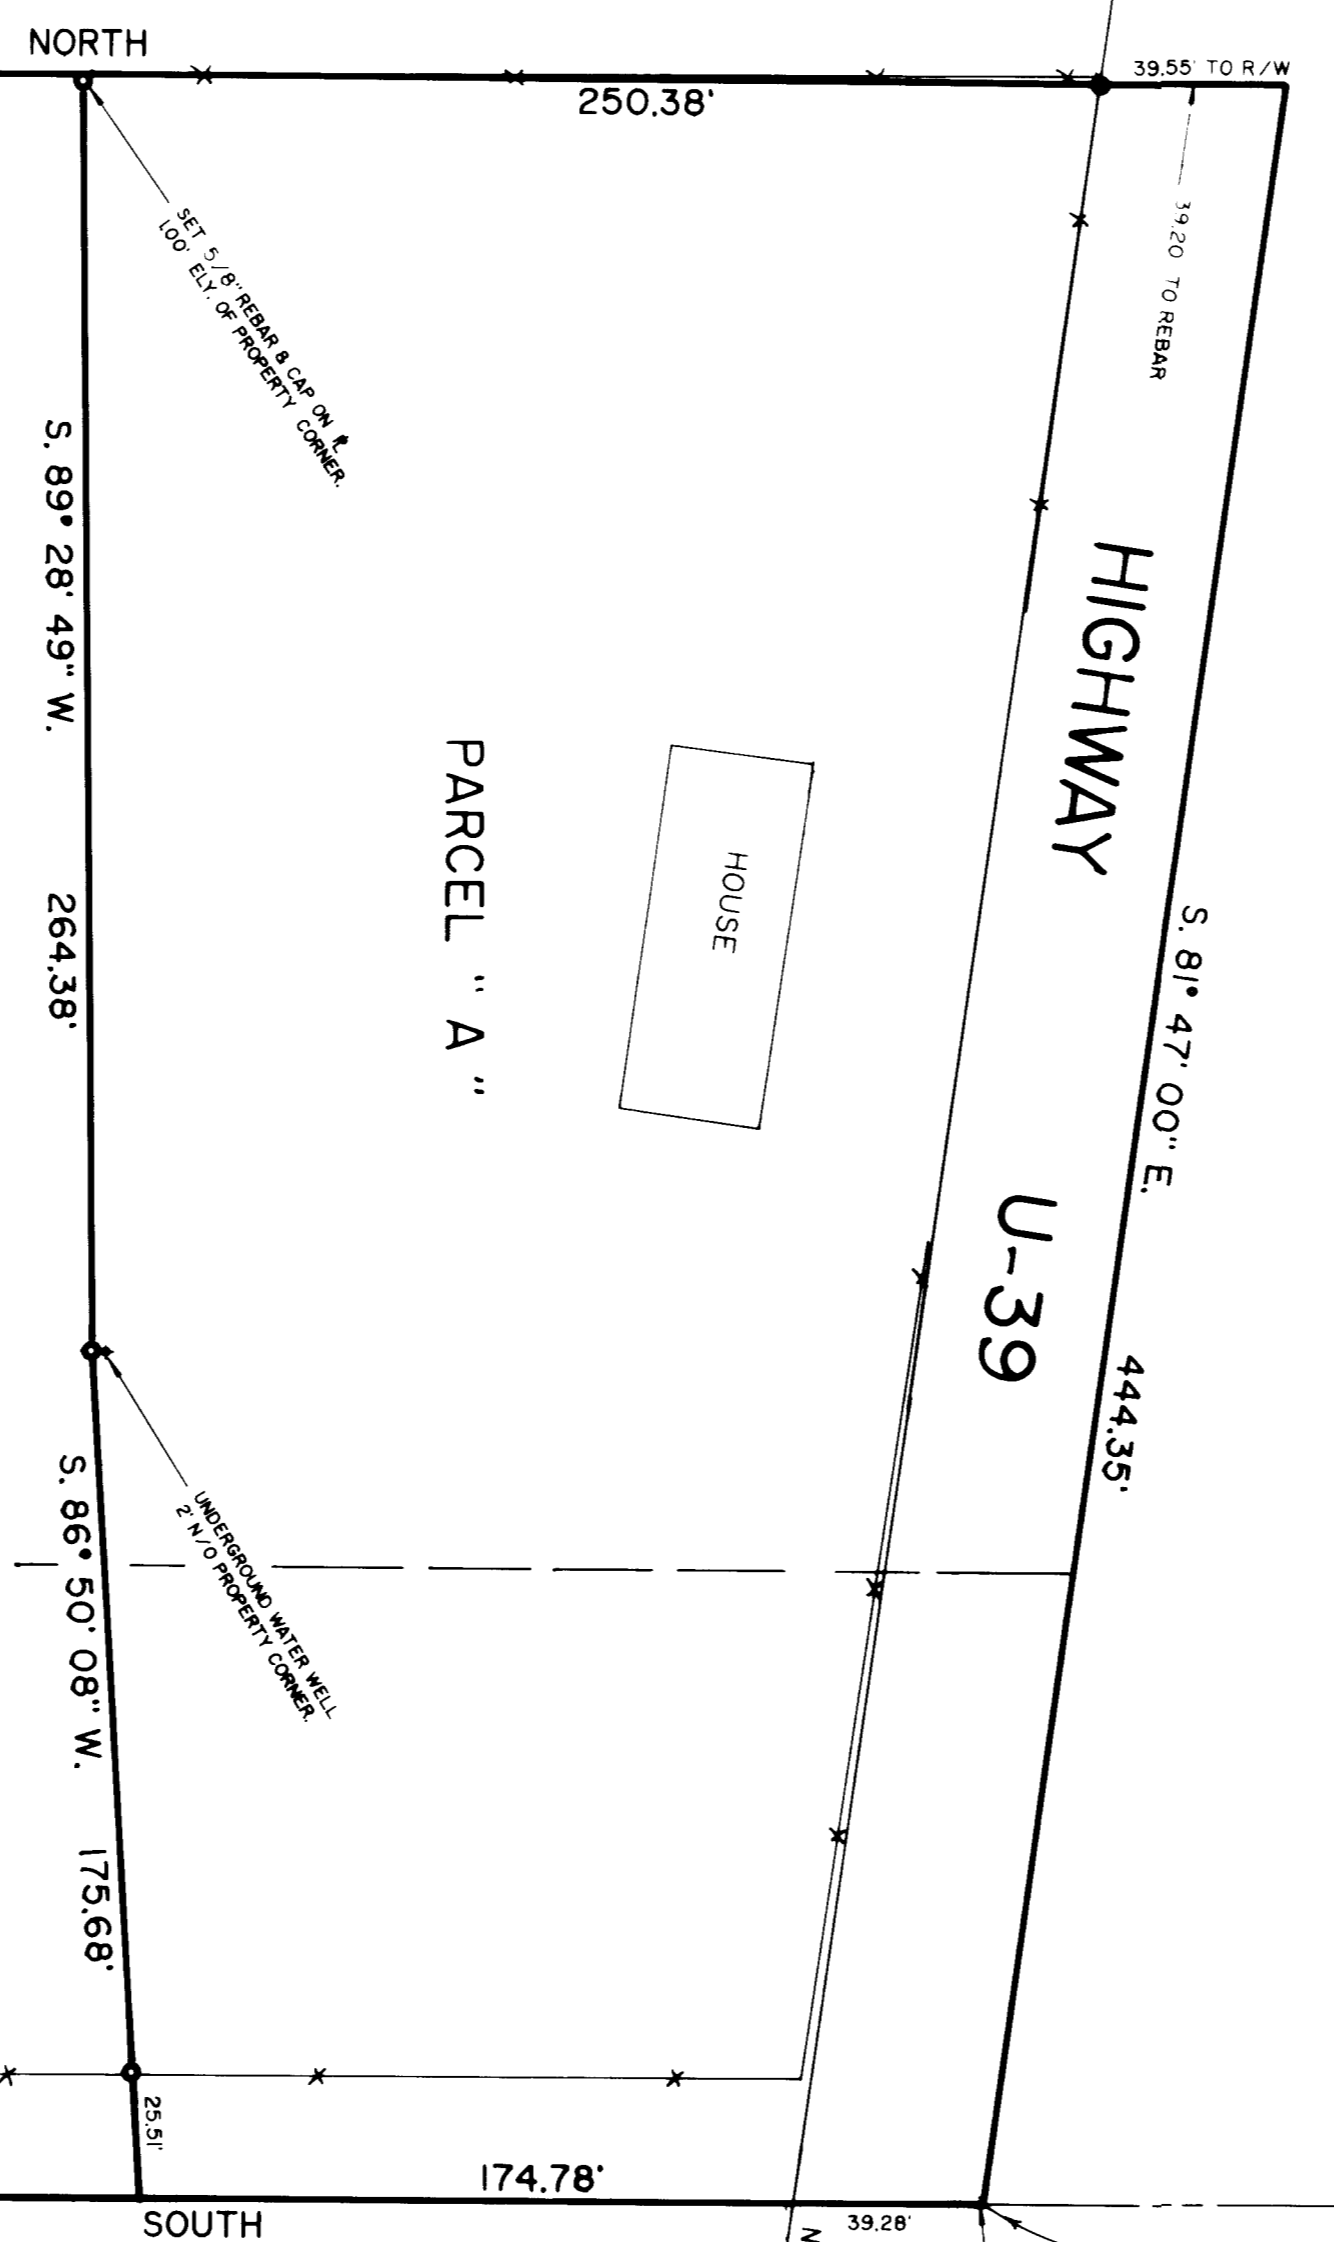 NORTH
39.55' TO R/W
250.38'
39.20 TO REBAR
SET 5/8" REBAR & CAP ON ℄
1.00' ELY. OF PROPERTY CORNER.
S. 89° 28' 49" W. 264.38'
HIGHWAY U-39
S. 81° 47' 00" E. 444.35'
HOUSE
PARCEL "A"
UNDERGROUND WATER WELL
2' N/O PROPERTY CORNER.
S. 86° 50' 08" W. 175.68'
25.51'
174.78'
SOUTH
39.28'
N